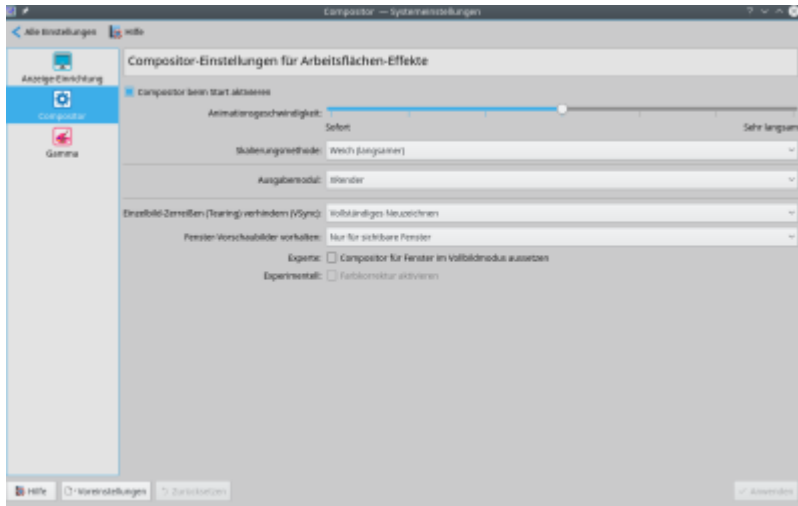 Compositor — Systemeinstellungen
Alle Einstellungen Hilfe
Compositor-Einstellungen für Arbeitsflächen-Effekte
Anzeige-Einrichtung
Compositor
Gamma
Compositor beim Start aktivieren
Animationsgeschwindigkeit:
Sofort Sehr langsam
Skalierungsmethode: Weich (langsamer)
Ausgabemodul: XRender
Einzelbild-Zerreißen (Tearing) verhindern (VSync): Vollständiges Neuzeichnen
Fenster-Vorschaubilder vorhalten: Nur für sichtbare Fenster
Experte: Compositor für Fenster im Vollbildmodus aussetzen
Experimentell: Farbkorrektur aktivieren
Hilfe Voreinstellungen Zurücksetzen Anwenden